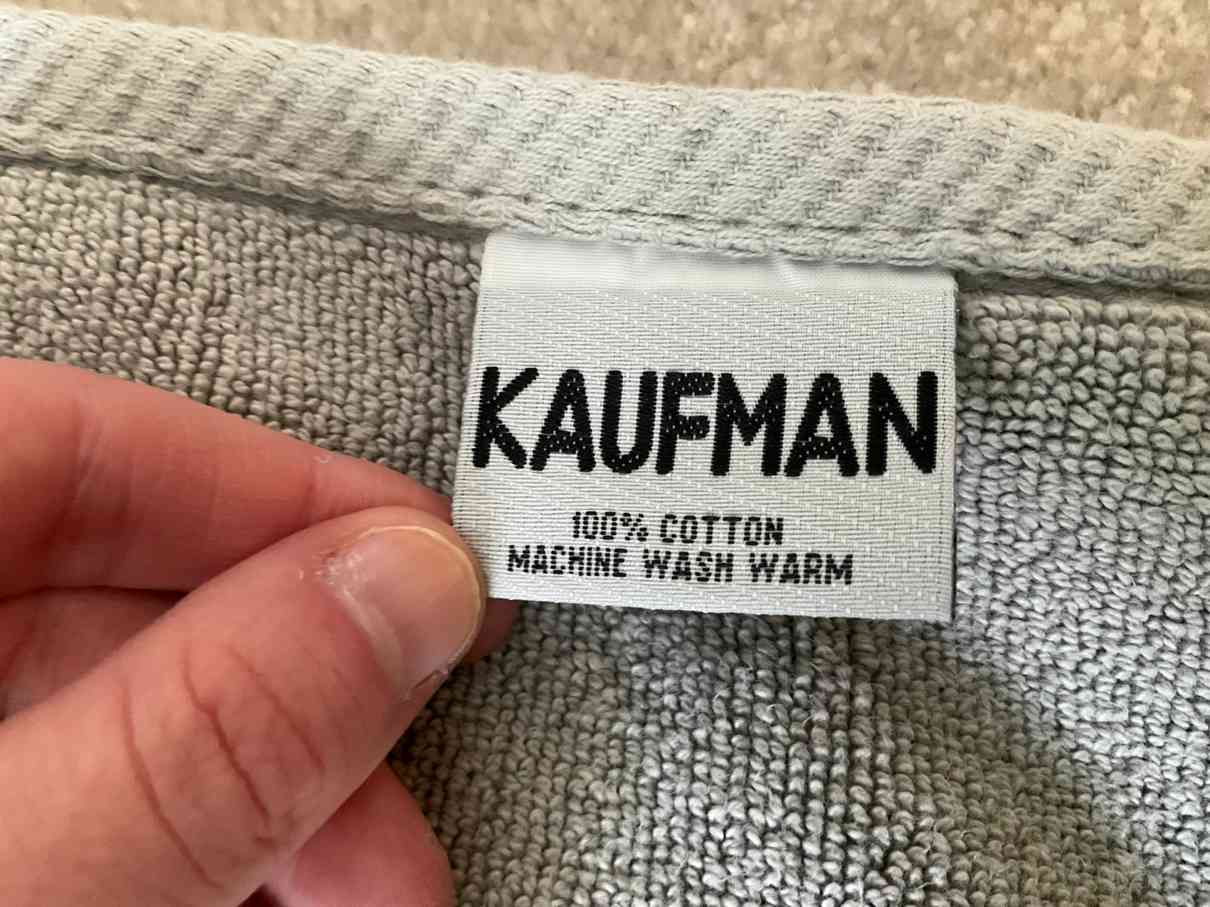 KAUFMAN
100% COTTON
MACHINE WASH WARM